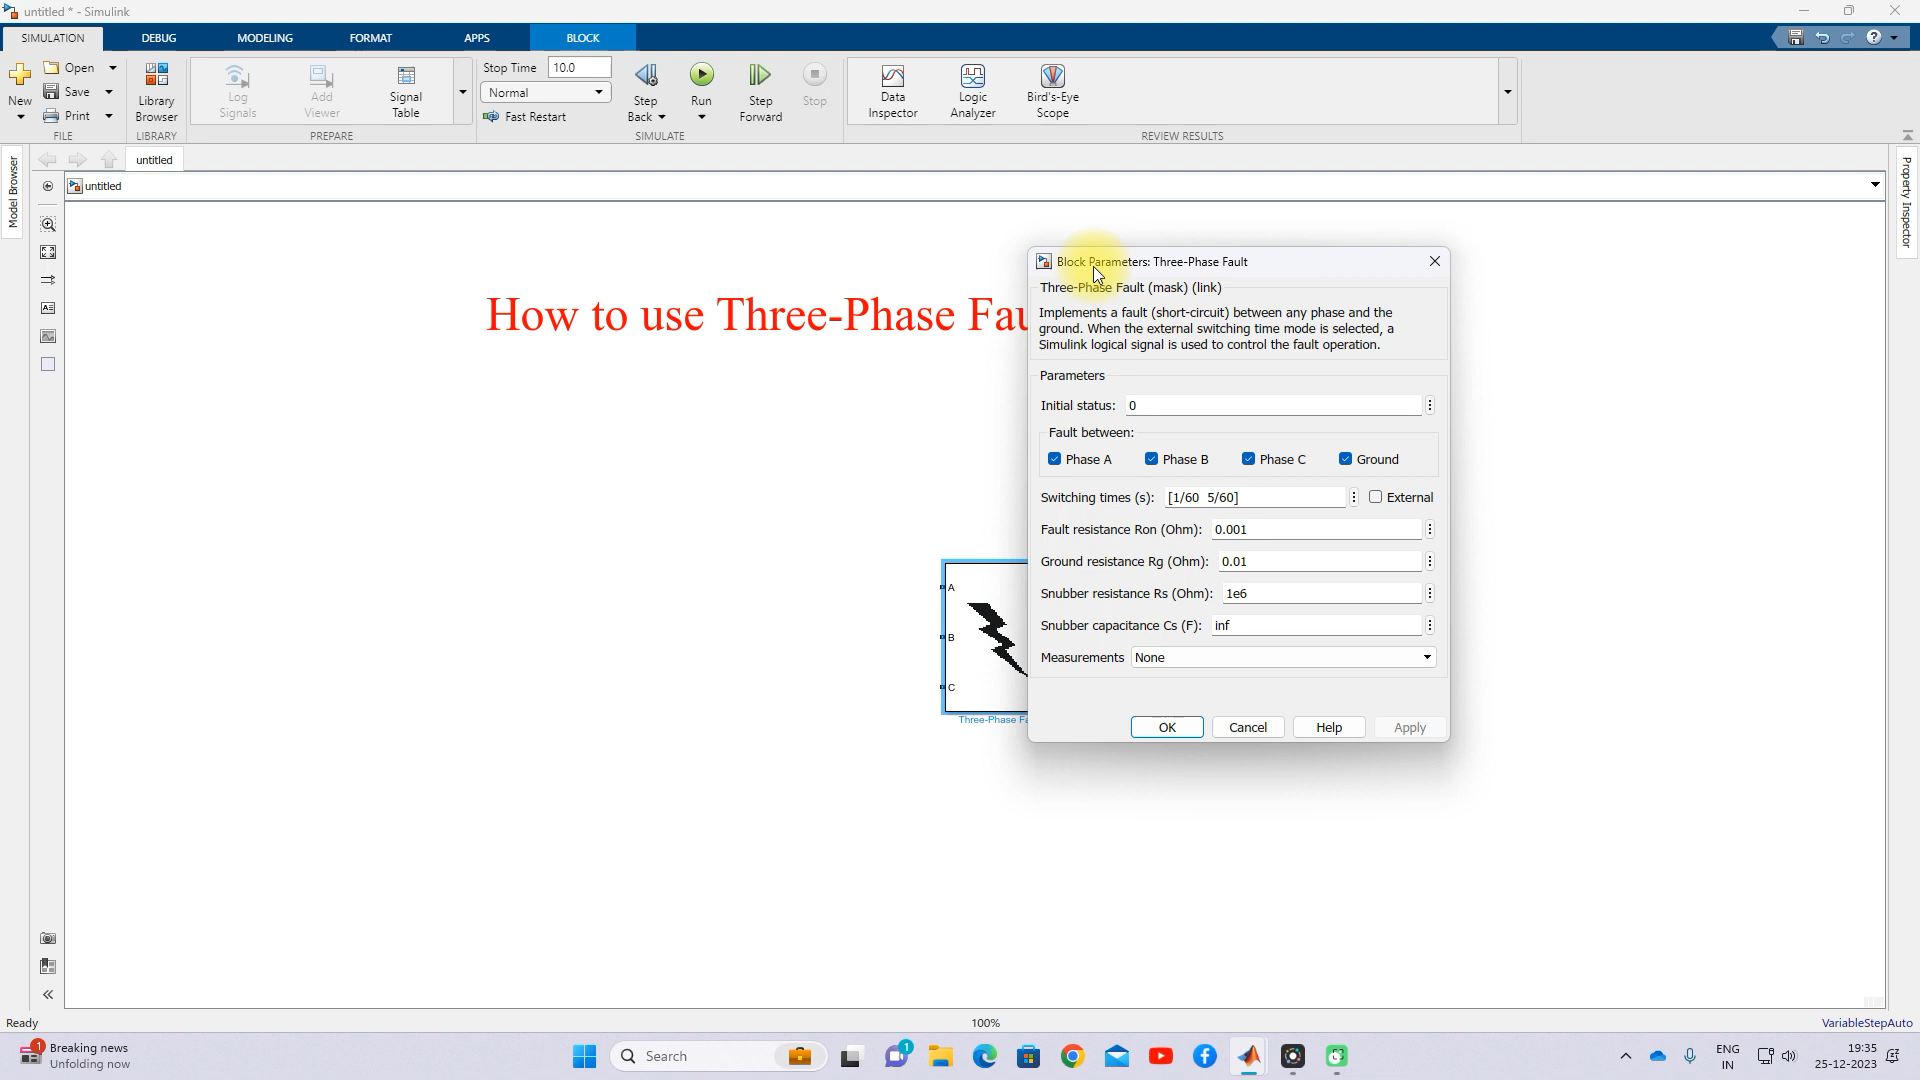 untitled * - Simulink
SIMULATION DEBUG MODELING FORMAT APPS BLOCK
New
Open
Save
Print
FILE
Library Browser
LIBRARY
Log Signals
Add Viewer
Signal Table
PREPARE
Stop Time 10.0
Normal
Fast Restart
Step Back
Run
Step Forward
Stop
SIMULATE
Data Inspector
Logic Analyzer
Bird's-Eye Scope
REVIEW RESULTS
Model Browser
untitled
untitled
Property Inspector
How to use Three-Phase Fau
A
B
C
Three-Phase Fa
Block Parameters: Three-Phase Fault
Three-Phase Fault (mask) (link)
Implements a fault (short-circuit) between any phase and the
ground. When the external switching time mode is selected, a
Simulink logical signal is used to control the fault operation.
Parameters
Initial status: 0
Fault between:
Phase A Phase B Phase C Ground
Switching times (s): [1/60 5/60] External
Fault resistance Ron (Ohm): 0.001
Ground resistance Rg (Ohm): 0.01
Snubber resistance Rs (Ohm): 1e6
Snubber capacitance Cs (F): inf
Measurements None
OK Cancel Help Apply
Ready 100% VariableStepAuto
1
Breaking news
Unfolding now
Search
1
ENG
IN
19:35
25-12-2023